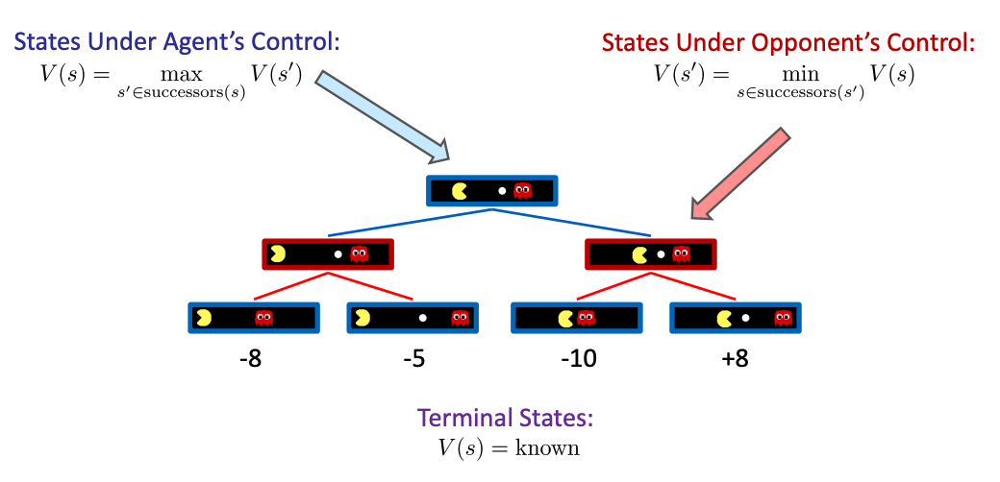 States Under Agent's Control:
V(s) = max V(s′)
s′∈successors(s)
States Under Opponent's Control:
V(s′) = min V(s)
s∈successors(s′)
-8 -5 -10 +8
Terminal States:
V(s) = known